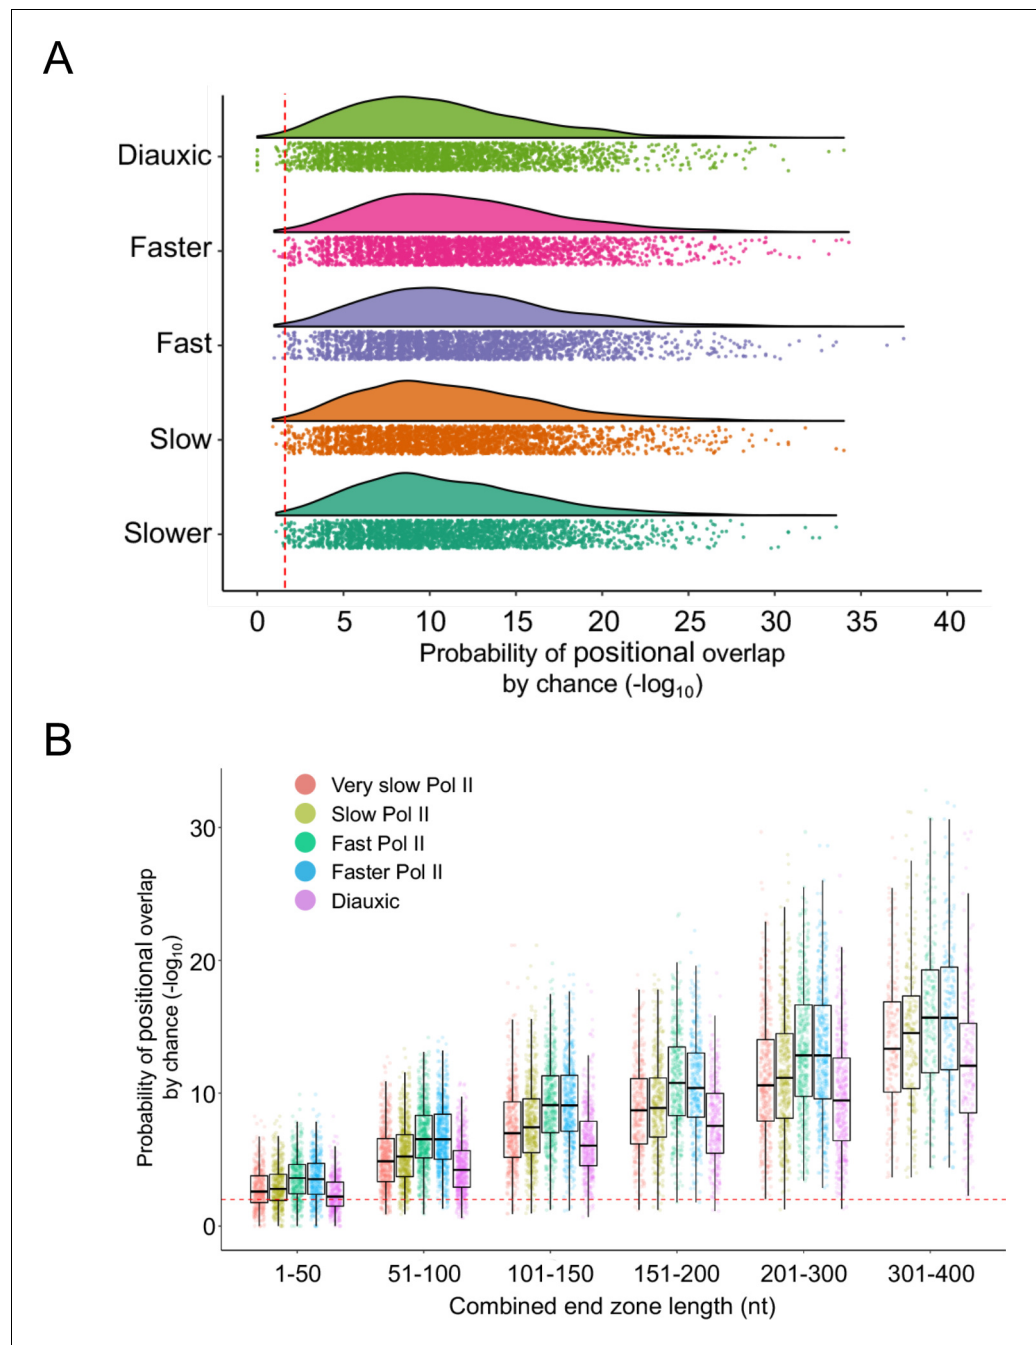 A
Diauxic
Faster
Fast
Slow
Slower
0 5 10 15 20 25 30 35 40
Probability of positional overlap
by chance (-log₁₀)
B
Very slow Pol II
Slow Pol II
Fast Pol II
Faster Pol II
Diauxic
Probability of positional overlap
by chance (-log₁₀)
30
20
10
0
1-50 51-100 101-150 151-200 201-300 301-400
Combined end zone length (nt)